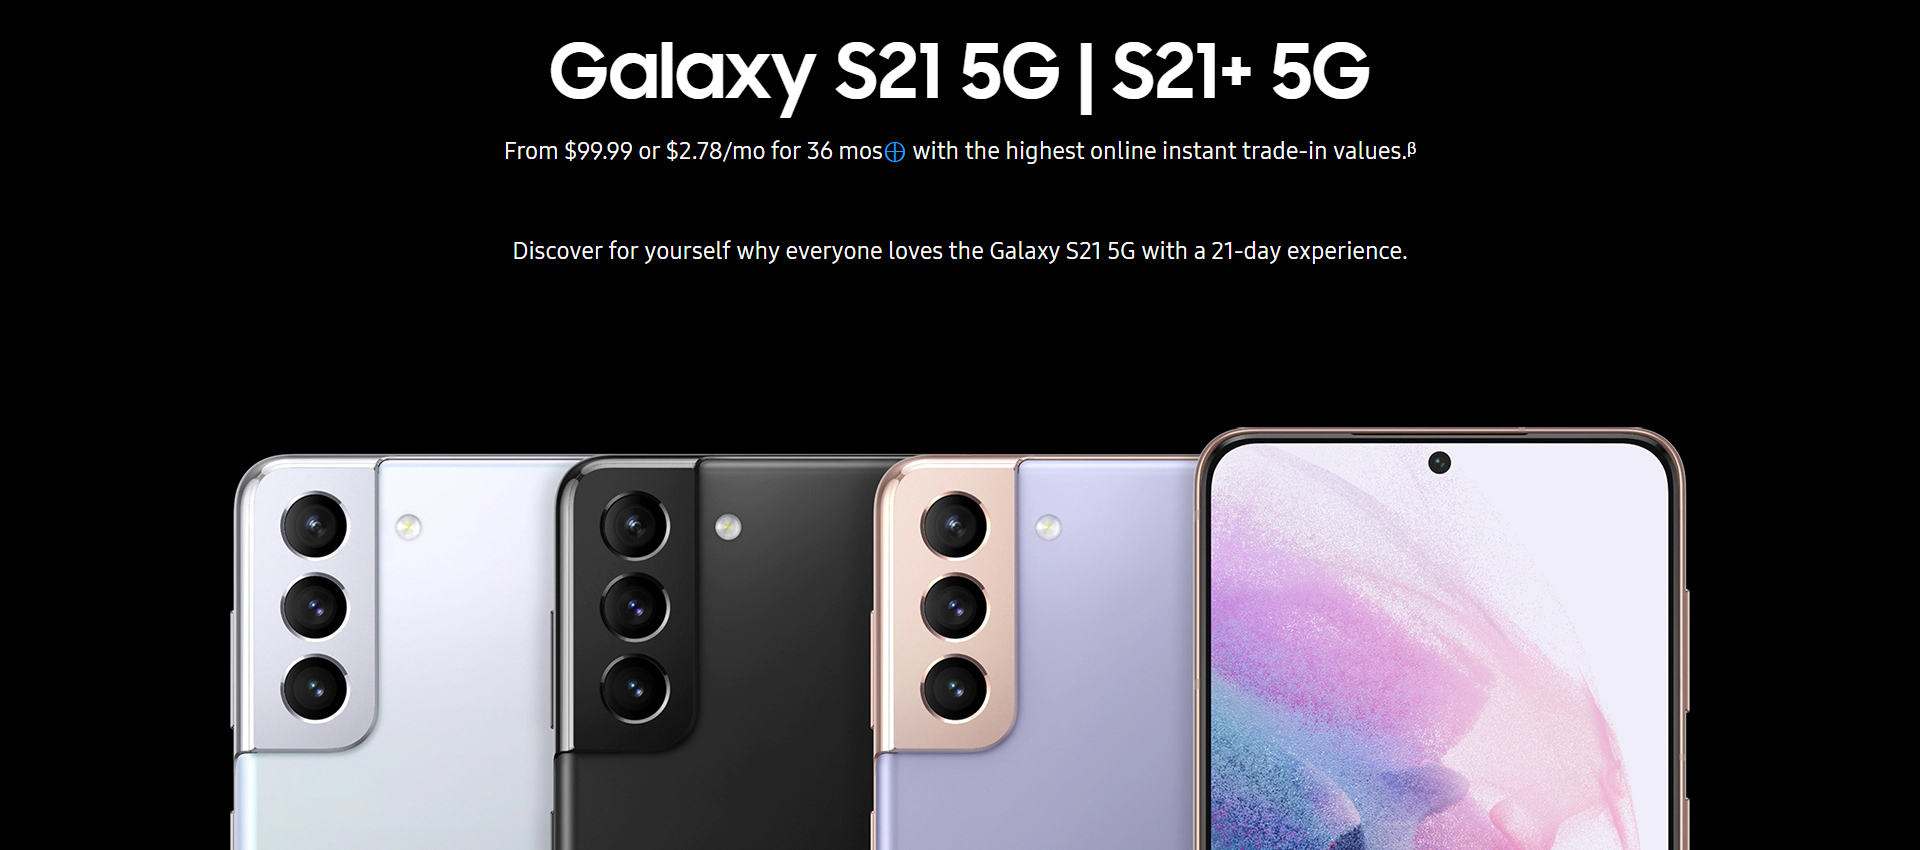 Galaxy S21 5G | S21+ 5G
From $99.99 or $2.78/mo for 36 mos⊕ with the highest online instant trade-in values.ᵝ
Discover for yourself why everyone loves the Galaxy S21 5G with a 21-day experience.